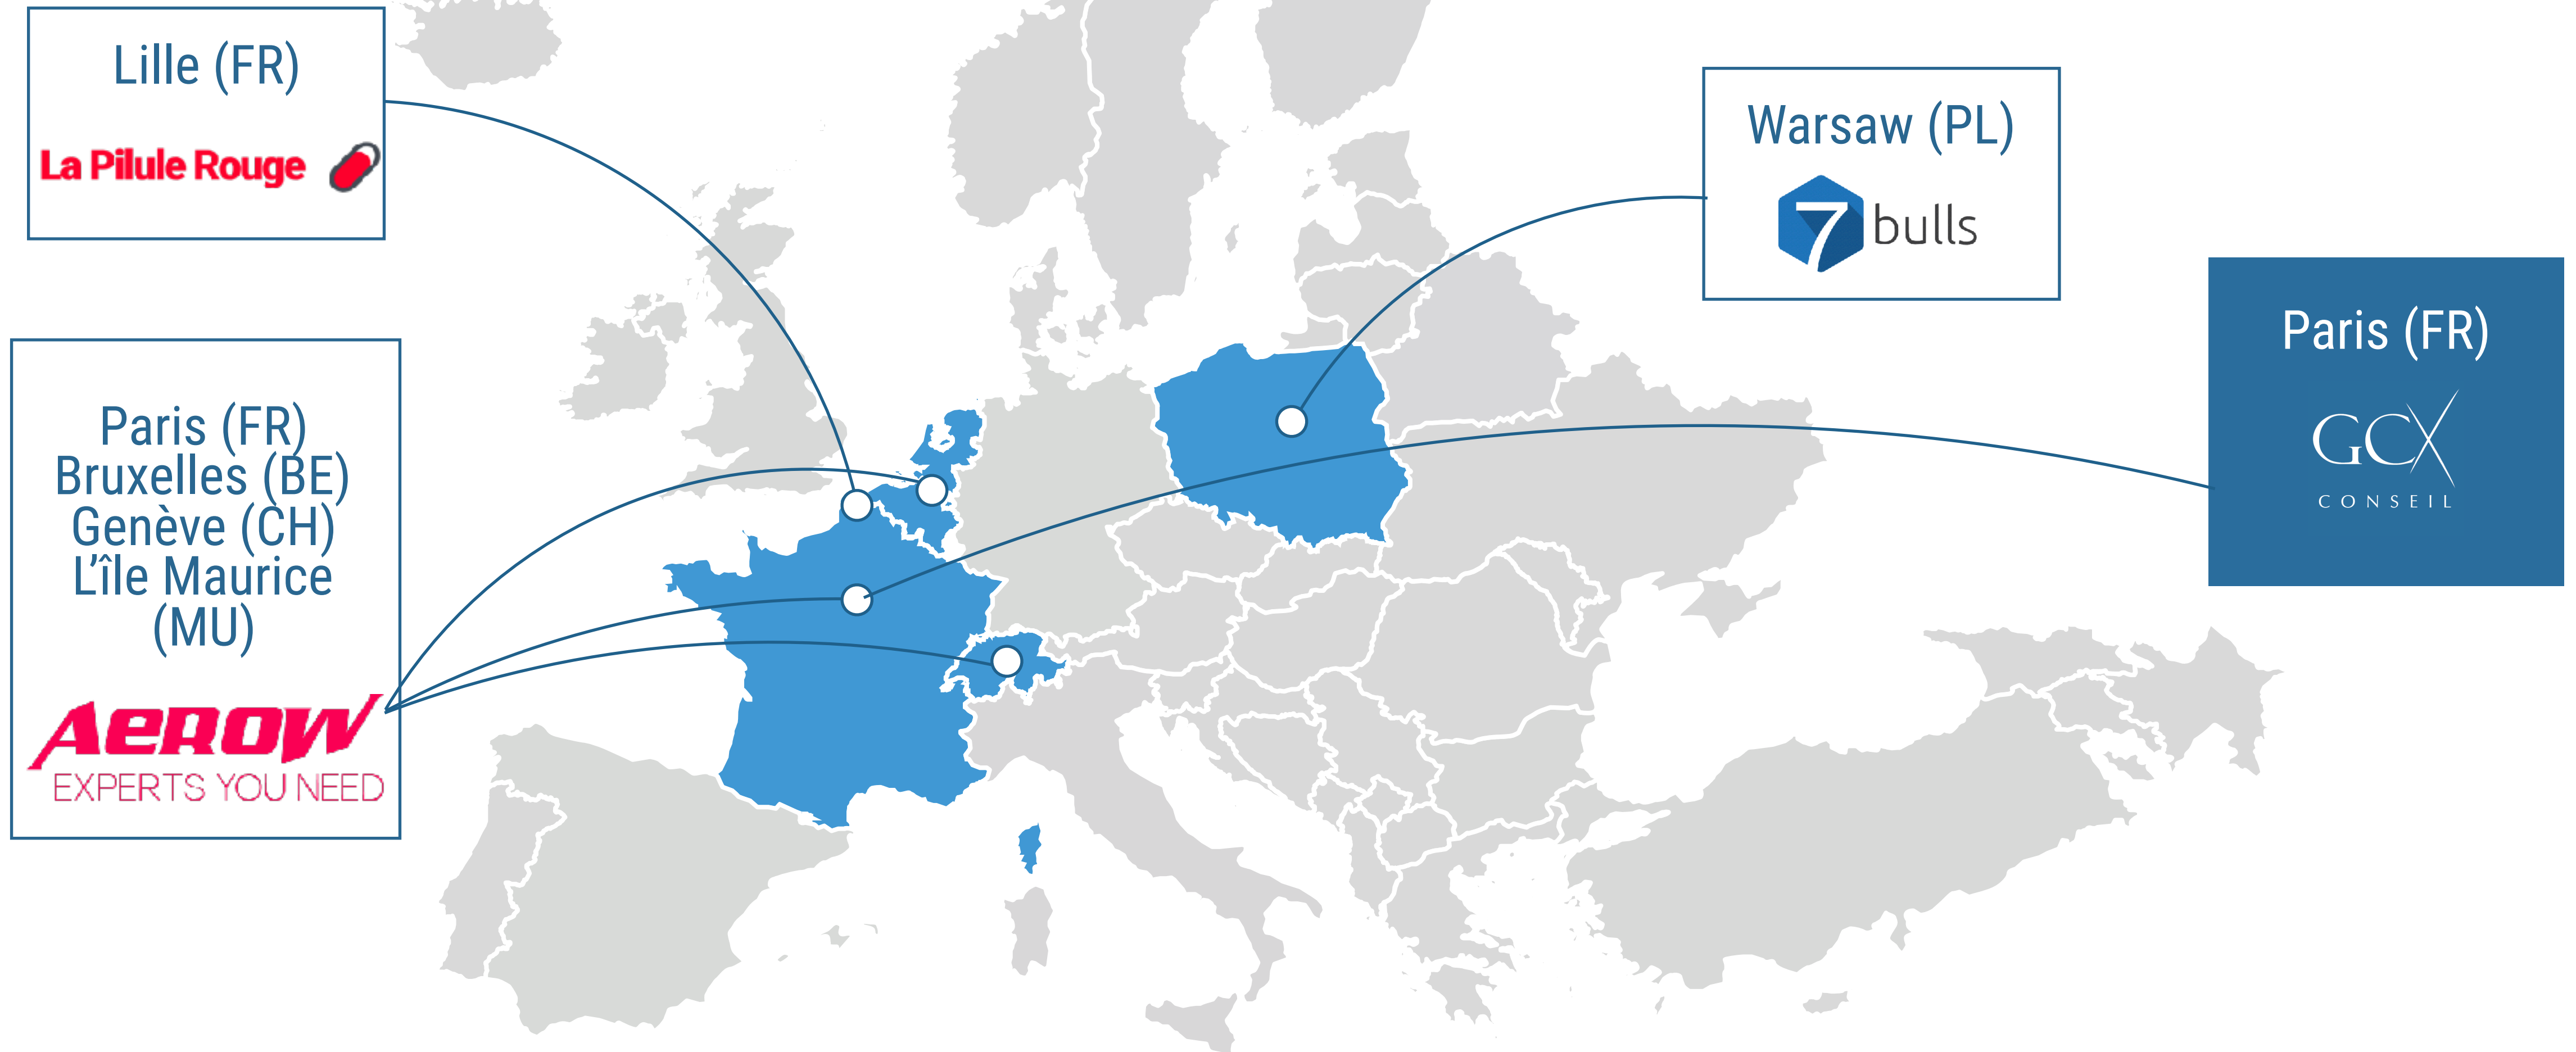 Lille (FR)
La Pilule Rouge
Warsaw (PL)
7 bulls
Paris (FR)
GCX
CONSEIL
Paris (FR)
Bruxelles (BE)
Genève (CH)
L'île Maurice
(MU)
AEROW
EXPERTS YOU NEED